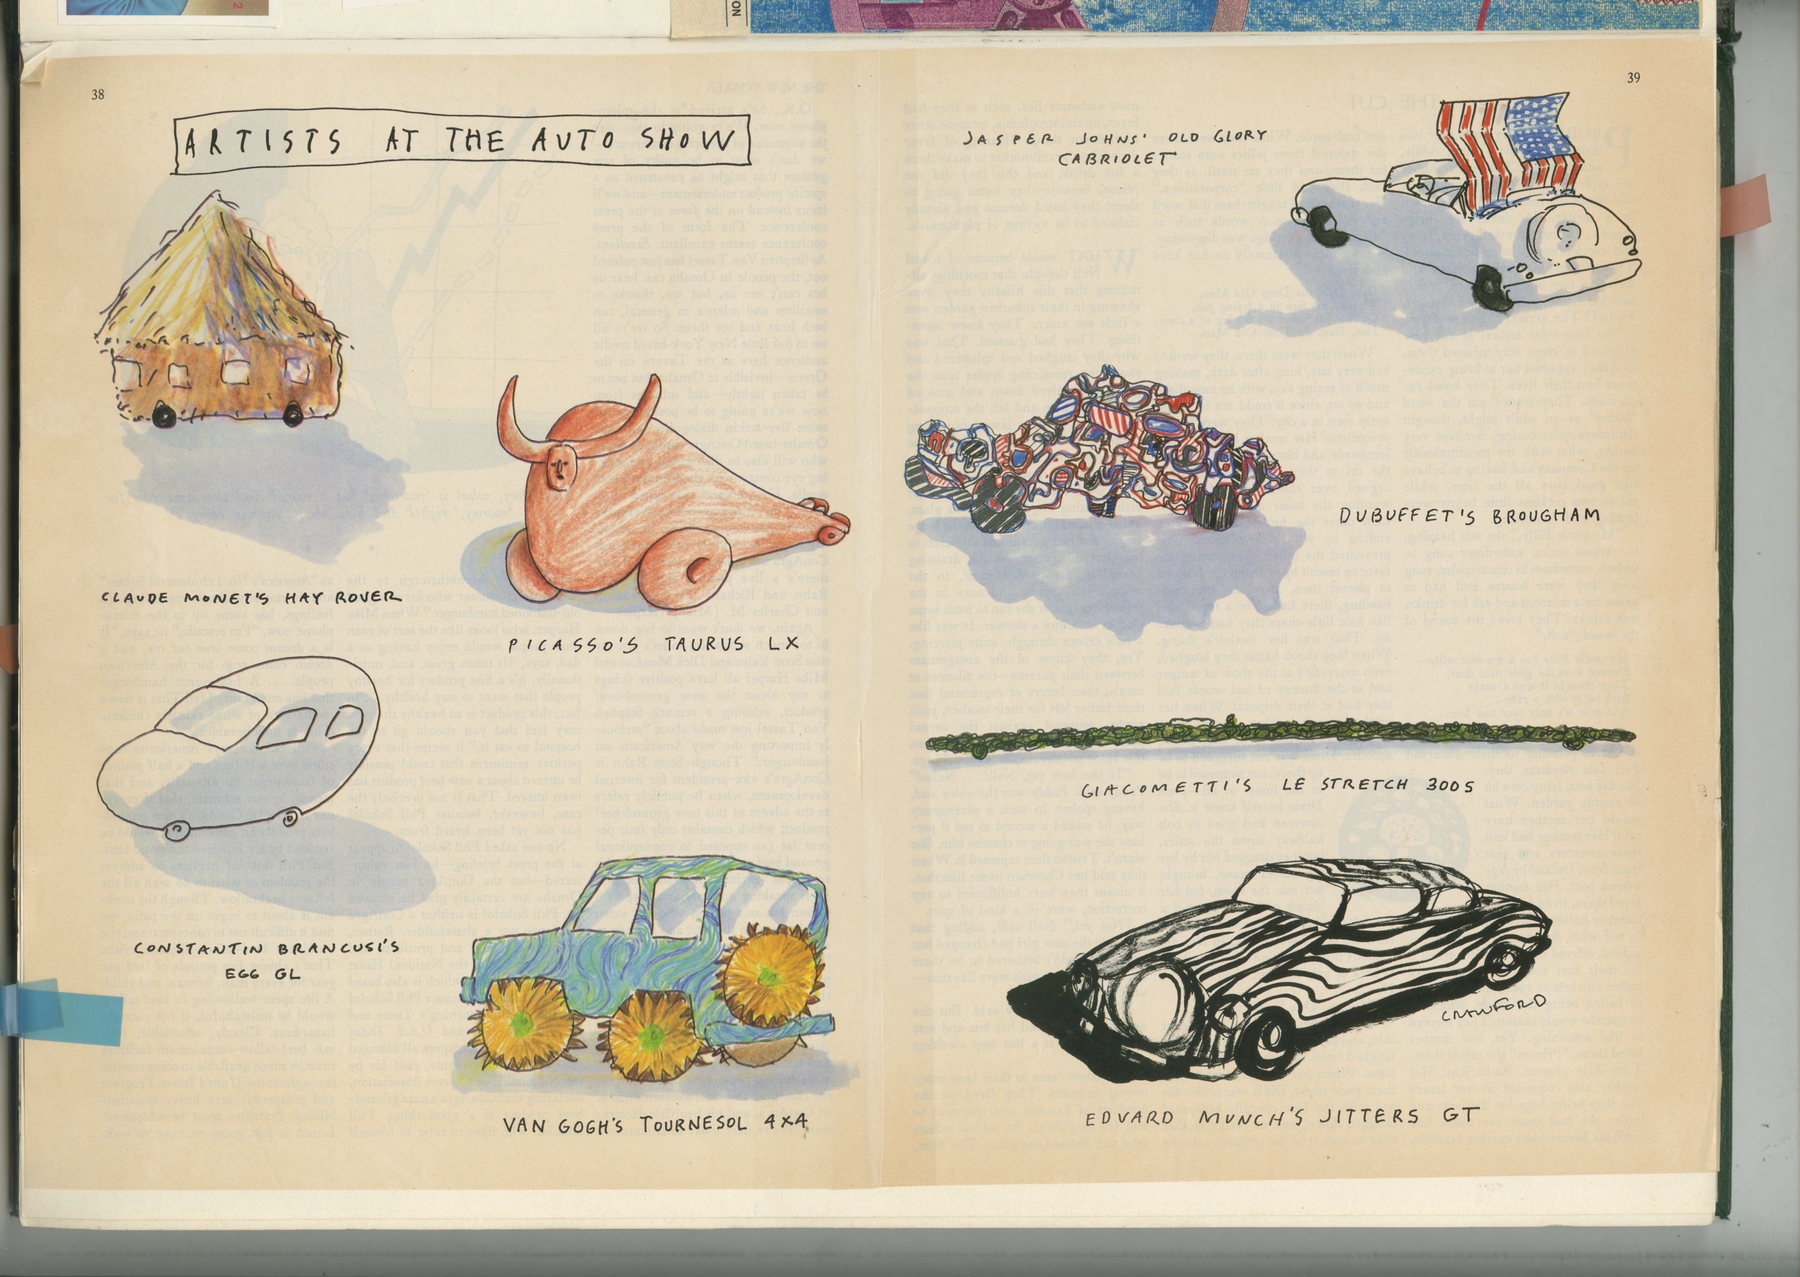 38
39
ARTISTS AT THE AUTO SHOW
CLAUDE MONET'S HAY ROVER
PICASSO'S TAURUS LX
CONSTANTIN BRANCUSI'S
EGG GL
VAN GOGH'S TOURNESOL 4X4
JASPER JOHNS' OLD GLORY
CABRIOLET
DUBUFFET'S BROUGHAM
GIACOMETTI'S LE STRETCH 300S
CRAWFORD
EDVARD MUNCH'S JITTERS GT